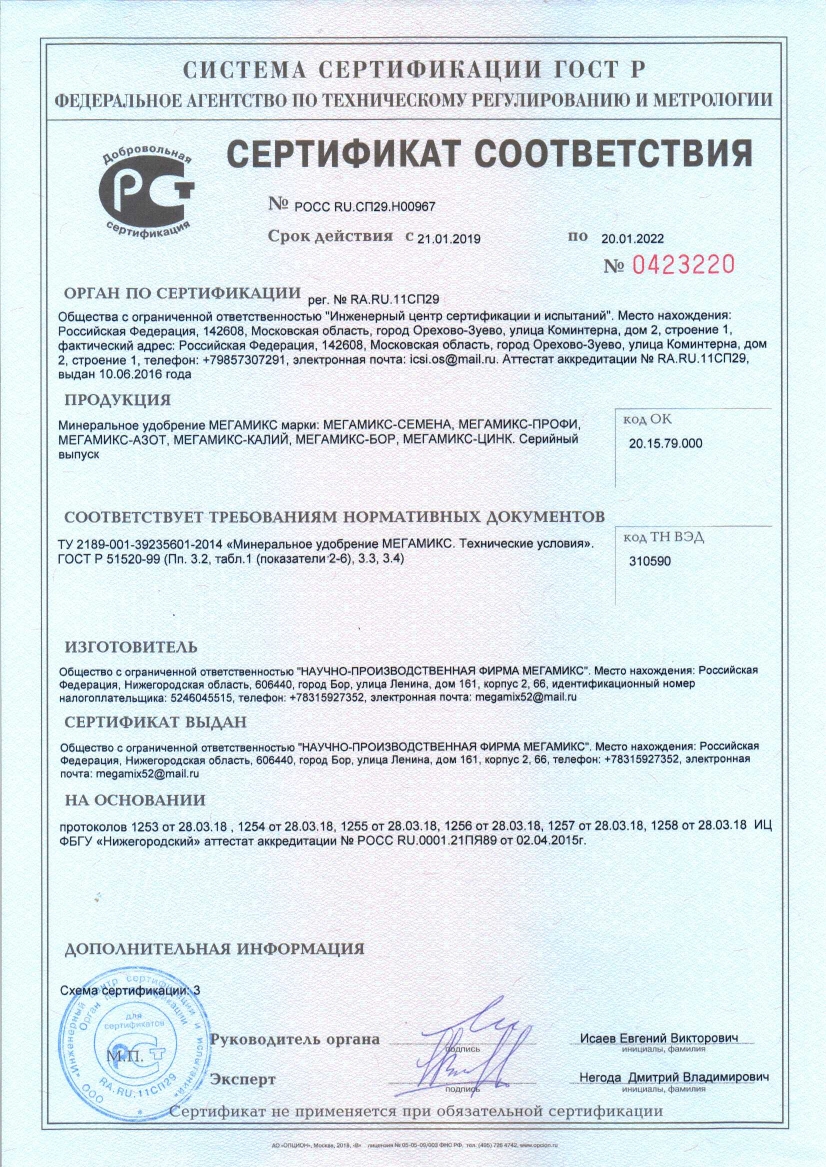 СИСТЕМА СЕРТИФИКАЦИИ ГОСТ Р
ФЕДЕРАЛЬНОЕ АГЕНТСТВО ПО ТЕХНИЧЕСКОМУ РЕГУЛИРОВАНИЮ И МЕТРОЛОГИИ
Добровольная
РСТ
сертификация
СЕРТИФИКАТ СООТВЕТСТВИЯ
№ РОСС RU.СП29.Н00967
Срок действия с 21.01.2019 по 20.01.2022
№ 0423220
ОРГАН ПО СЕРТИФИКАЦИИ рег. № RA.RU.11СП29
Общества с ограниченной ответственностью "Инженерный центр сертификации и испытаний". Место нахождения:
Российская Федерация, 142608, Московская область, город Орехово-Зуево, улица Коминтерна, дом 2, строение 1,
фактический адрес: Российская Федерация, 142608, Московская область, город Орехово-Зуево, улица Коминтерна, дом
2, строение 1, телефон: +79857307291, электронная почта: icsi.os@mail.ru. Аттестат аккредитации № RA.RU.11СП29,
выдан 10.06.2016 года
ПРОДУКЦИЯ
Минеральное удобрение МЕГАМИКС марки: МЕГАМИКС-СЕМЕНА, МЕГАМИКС-ПРОФИ,
МЕГАМИКС-АЗОТ, МЕГАМИКС-КАЛИЙ, МЕГАМИКС-БОР, МЕГАМИКС-ЦИНК. Серийный
выпуск
код ОК
20.15.79.000
СООТВЕТСТВУЕТ ТРЕБОВАНИЯМ НОРМАТИВНЫХ ДОКУМЕНТОВ
ТУ 2189-001-39235601-2014 «Минеральное удобрение МЕГАМИКС. Технические условия».
ГОСТ Р 51520-99 (Пп. 3.2, табл.1 (показатели 2-6), 3.3, 3.4)
код ТН ВЭД
310590
ИЗГОТОВИТЕЛЬ
Общество с ограниченной ответственностью "НАУЧНО-ПРОИЗВОДСТВЕННАЯ ФИРМА МЕГАМИКС". Место нахождения: Российская
Федерация, Нижегородская область, 606440, город Бор, улица Ленина, дом 161, корпус 2, 66, идентификационный номер
налогоплательщика: 5246045515, телефон: +78315927352, электронная почта: megamix52@mail.ru
СЕРТИФИКАТ ВЫДАН
Общество с ограниченной ответственностью "НАУЧНО-ПРОИЗВОДСТВЕННАЯ ФИРМА МЕГАМИКС". Место нахождения: Российская
Федерация, Нижегородская область, 606440, город Бор, улица Ленина, дом 161, корпус 2, 66, телефон: +78315927352, электронная
почта: megamix52@mail.ru
НА ОСНОВАНИИ
протоколов 1253 от 28.03.18 , 1254 от 28.03.18, 1255 от 28.03.18, 1256 от 28.03.18, 1257 от 28.03.18, 1258 от 28.03.18 ИЦ
ФБГУ «Нижегородский» аттестат аккредитации № РОСС RU.0001.21ПЯ89 от 02.04.2015г.
ДОПОЛНИТЕЛЬНАЯ ИНФОРМАЦИЯ
Схема сертификации: 3
ООО «Инженерный центр сертификации и испытаний»
Орган по сертификации
для
сертификатов
РСТ
RA.RU.11СП29
М.П.
Руководитель органа
подпись
Исаев Евгений Викторович
инициалы, фамилия
Эксперт
подпись
Негода Дмитрий Владимирович
инициалы, фамилия
Сертификат не применяется при обязательной сертификации
АО «ОПЦИОН», Москва, 2018, «В» лицензия № 05-05-09/003 ФНС РФ, тел. (495) 726 4742, www.opcion.ru